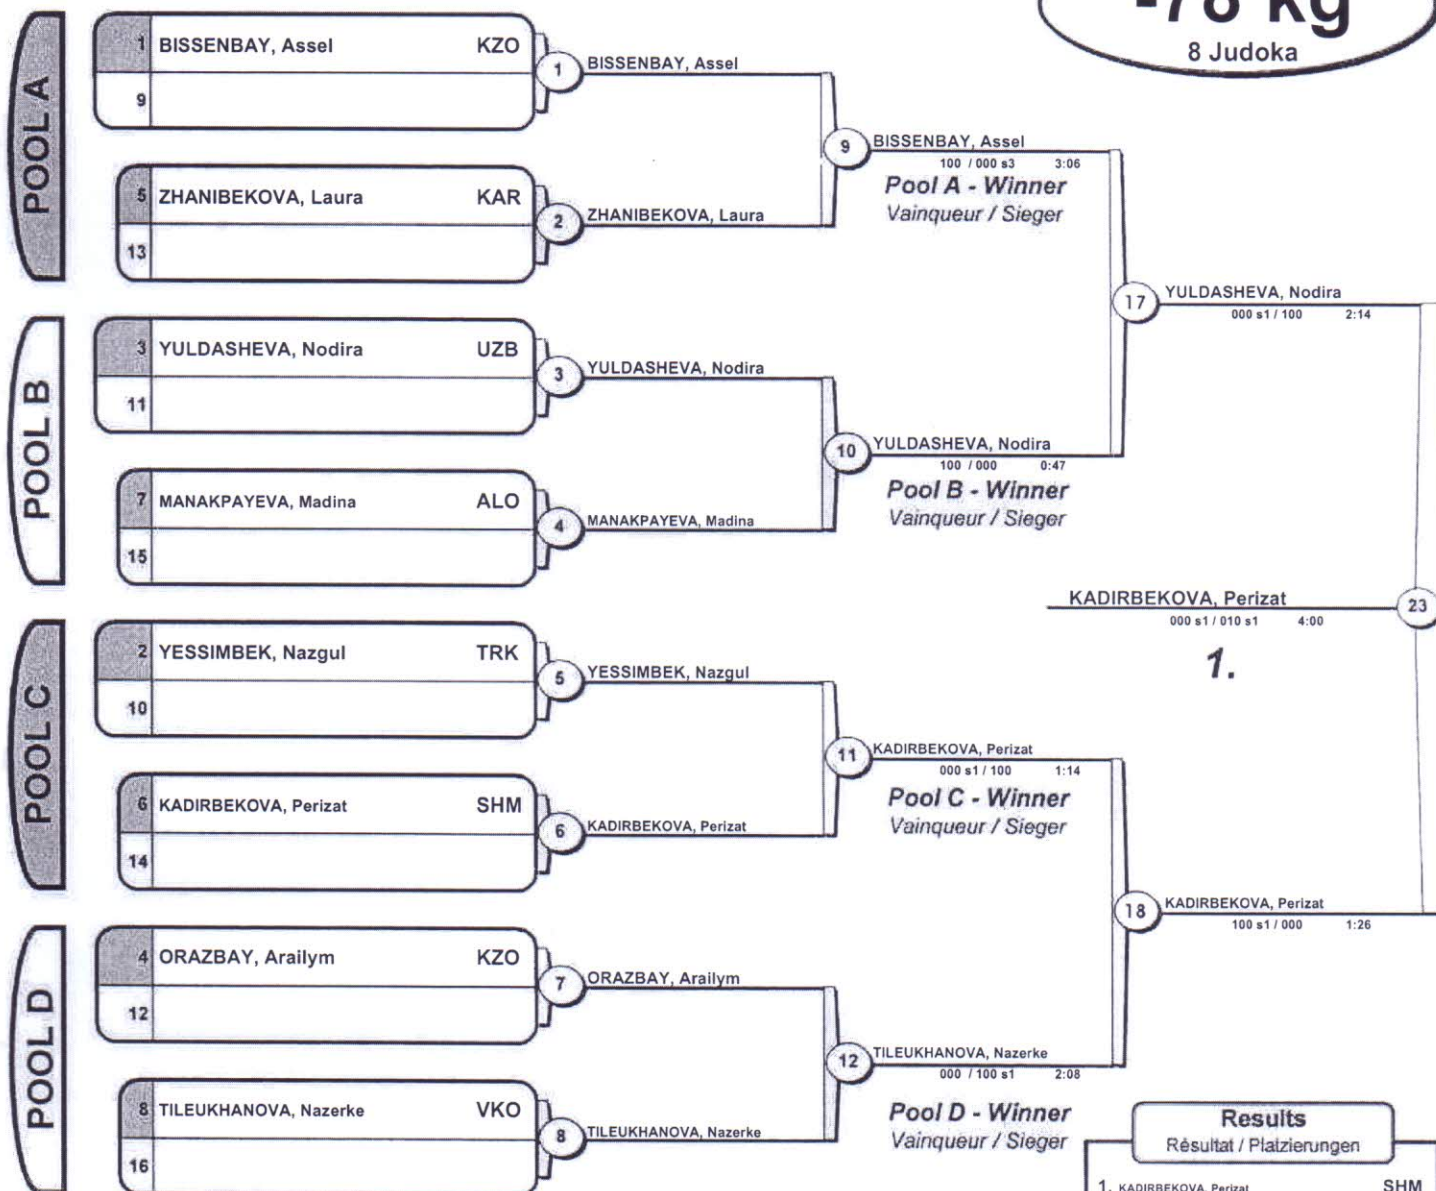 -78 kg
8 Judoka
POOL A
1 BISSENBAY, Assel KZO
9
1 BISSENBAY, Assel
5 ZHANIBEKOVA, Laura KAR
13
2 ZHANIBEKOVA, Laura
9 BISSENBAY, Assel
100 / 000 s3 3:06
Pool A - Winner
Vainqueur / Sieger
POOL B
3 YULDASHEVA, Nodira UZB
11
3 YULDASHEVA, Nodira
7 MANAKPAYEVA, Madina ALO
15
4 MANAKPAYEVA, Madina
10 YULDASHEVA, Nodira
100 / 000 0:47
Pool B - Winner
Vainqueur / Sieger
17 YULDASHEVA, Nodira
000 s1 / 100 2:14
KADIRBEKOVA, Perizat 23
000 s1 / 010 s1 4:00
1.
POOL C
2 YESSIMBEK, Nazgul TRK
10
5 YESSIMBEK, Nazgul
6 KADIRBEKOVA, Perizat SHM
14
6 KADIRBEKOVA, Perizat
11 KADIRBEKOVA, Perizat
000 s1 / 100 1:14
Pool C - Winner
Vainqueur / Sieger
18 KADIRBEKOVA, Perizat
100 s1 / 000 1:26
POOL D
4 ORAZBAY, Arailym KZO
12
7 ORAZBAY, Arailym
8 TILEUKHANOVA, Nazerke VKO
16
8 TILEUKHANOVA, Nazerke
12 TILEUKHANOVA, Nazerke
000 / 100 s1 2:08
Pool D - Winner
Vainqueur / Sieger
Results
Résultat / Platzierungen
1. KADIRBEKOVA, Perizat SHM